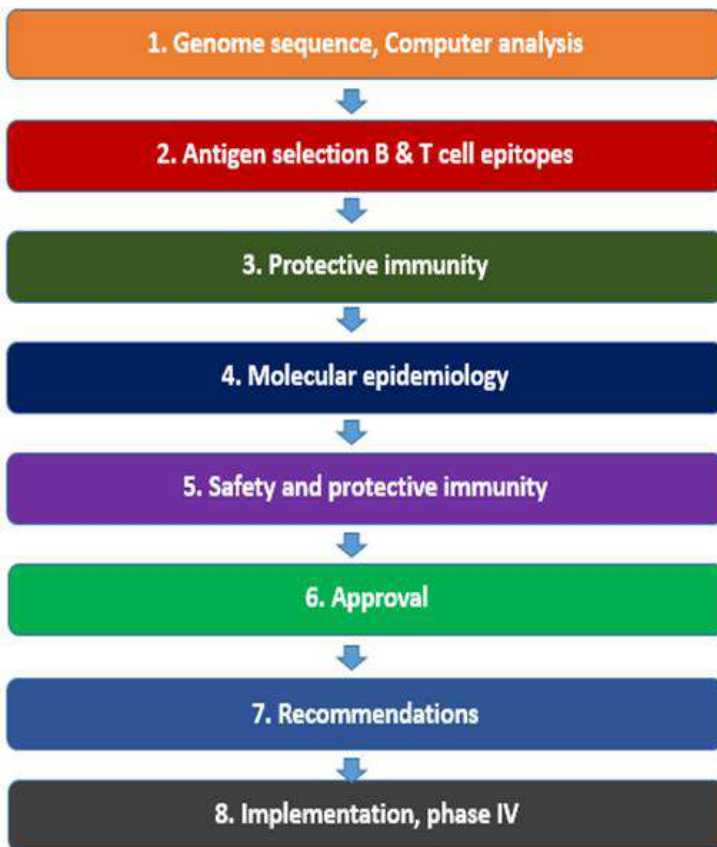 1. Genome sequence, Computer analysis
2. Antigen selection B & T cell epitopes
3. Protective immunity
4. Molecular epidemiology
5. Safety and protective immunity
6. Approval
7. Recommendations
8. Implementation, phase IV